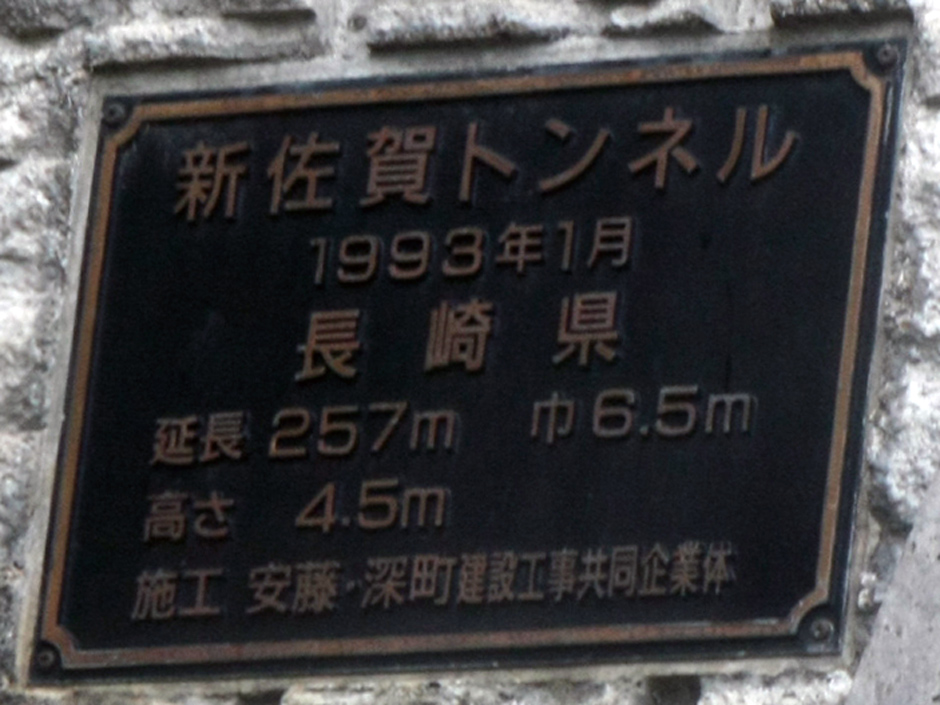 新佐賀トンネル
1993年1月
長崎県
延長 257m 巾 6.5m
高さ 4.5m
施工 安藤・深町建設工事共同企業体